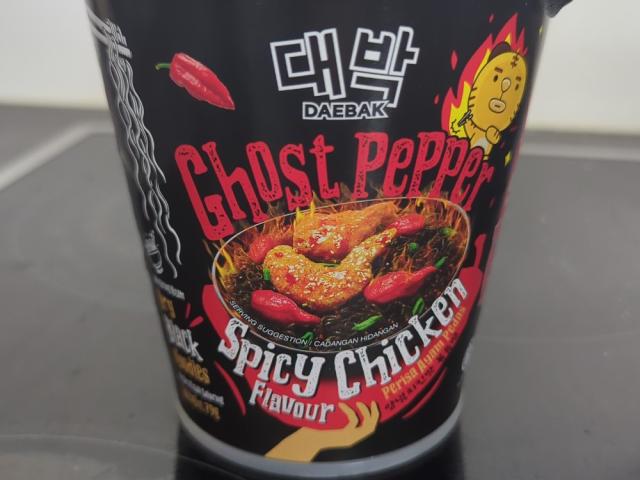 대박
DAEBAK
Ghost Pepper
SERVING SUGGESTION / CADANGAN HIDANGAN
Spicy Chicken
Flavour
Perisa Ayam Pedas